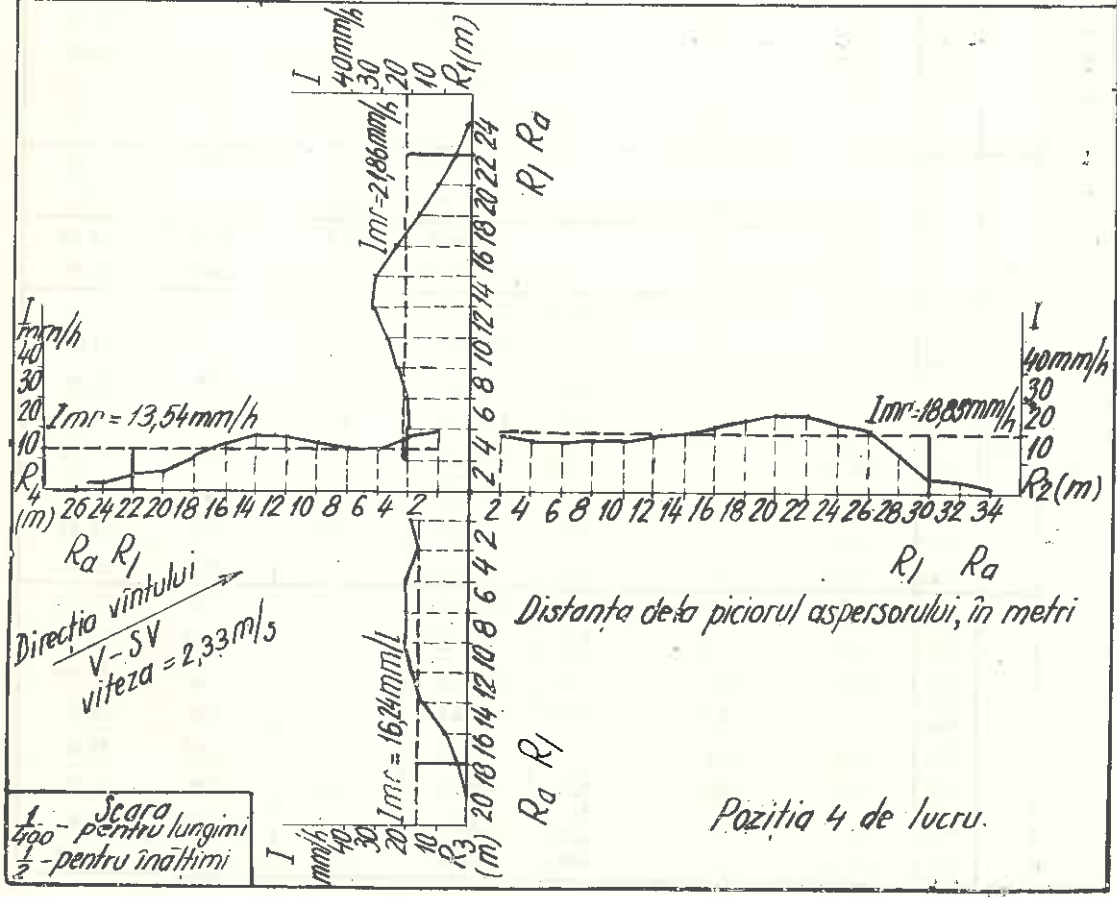 I
40mm/h
30
20
10
R1(m)
Imr=21,86mm/h
24
22
20
18
16
14
12
10
8
6
4
2
R1 Ra
I
mm/h
40
30
20
10
R4
(m)
Imr = 13,54mm/h
26 24 22 20 18 16 14 12 10 8 6 4 2
Ra R1
I
40mm/h
30
20
10
R2(m)
Imr=18,85mm/h
2 4 6 8 10 12 14 16 18 20 22 24 26 28 30 32 34
R1 Ra
Direcția vîntului
V-SV
viteza = 2,33m/s
Distanța dela piciorul aspersorului, în metri
2
4
6
8
10
12
14
16
18
20
Ra R1
Imr = 16,24mm/h
I
mm/h
40
30
20
10
R3
(m)
Scara
1/400 - pentru lungimi
1/2 - pentru înălțimi
Poziția 4 de lucru.